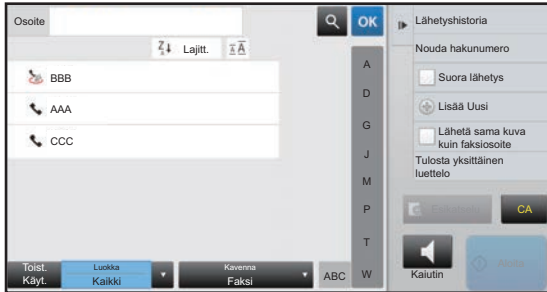 Osoite
OK
Lajitt.
BBB
AAA
CCC
A
D
G
J
M
P
T
W
Toist.
Käyt.
Luokka
Kaikki
Kavenna
Faksi
ABC
Lähetyshistoria
Nouda hakunumero
Suora lähetys
Lisää Uusi
Lähetä sama kuva
kuin faksiosoite
Tulosta yksittäinen
luettelo
CA
Kaiutin